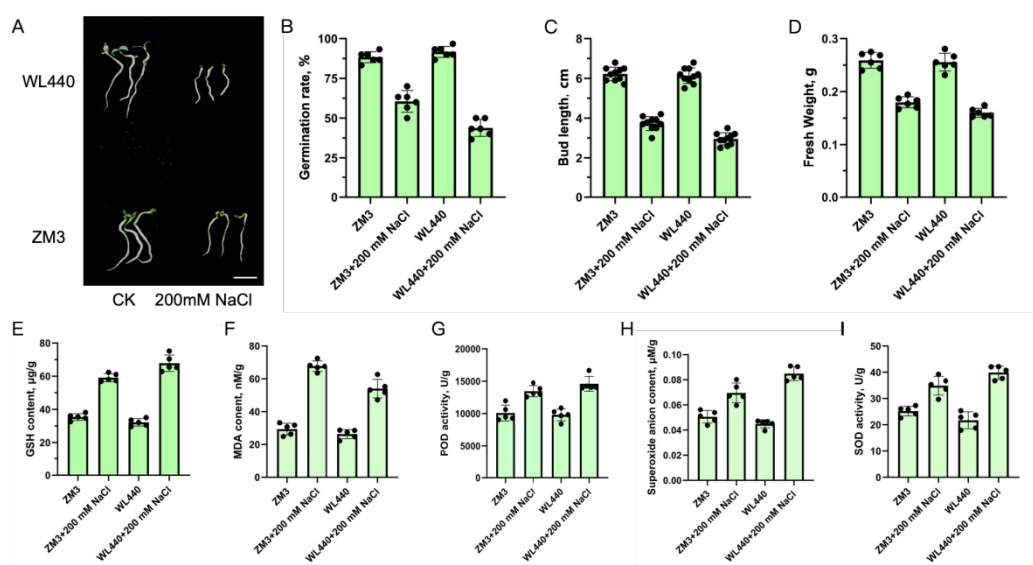 A
WL440
ZM3
CK 200mM NaCl
B
Germination rate, %
100
75
50
25
0
ZM3
ZM3+200 mM NaCl
WL440
WL440+200 mM NaCl
C
Bud length, cm
8
6
4
2
0
ZM3
ZM3+200 mM NaCl
WL440
WL440+200 mM NaCl
D
Fresh Weight, g
0.3
0.2
0.1
0.0
ZM3
ZM3+200 mM NaCl
WL440
WL440+200 mM NaCl
E
GSH content, µg/g
80
60
40
20
0
ZM3
ZM3+200 mM NaCl
WL440
WL440+200 mM NaCl
F
MDA content, nM/g
80
60
40
20
0
ZM3
ZM3+200 mM NaCl
WL440
WL440+200 mM NaCl
G
POD activity, U/g
20000
15000
10000
5000
0
ZM3
ZM3+200 mM NaCl
WL440
WL440+200 mM NaCl
H
Superoxide anion content, µM/g
0.10
0.08
0.06
0.04
0.02
0.00
ZM3
ZM3+200 mM NaCl
WL440
WL440+200 mM NaCl
I
SOD activity, U/g
50
40
30
20
10
0
ZM3
ZM3+200 mM NaCl
WL440
WL440+200 mM NaCl